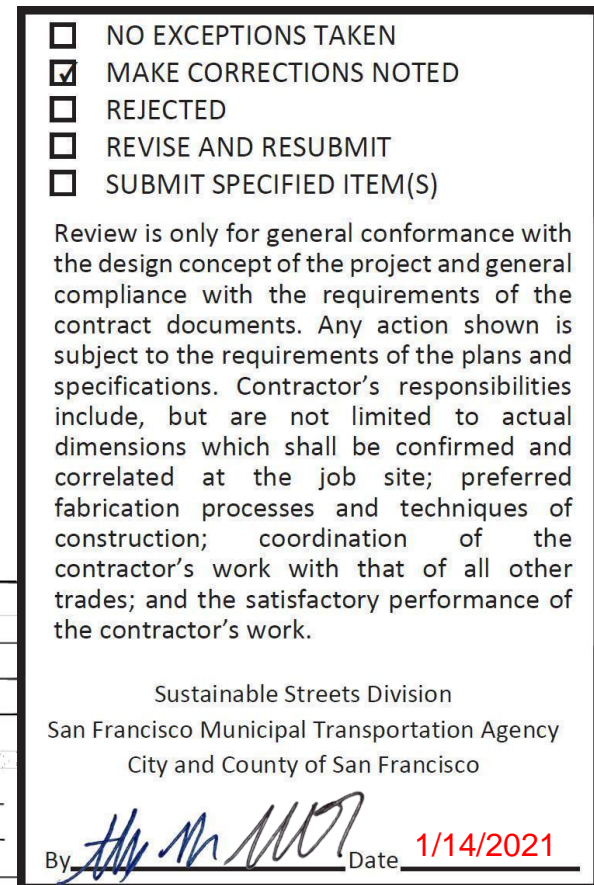 NO EXCEPTIONS TAKEN
MAKE CORRECTIONS NOTED
REJECTED
REVISE AND RESUBMIT
SUBMIT SPECIFIED ITEM(S)
Review is only for general conformance with
the design concept of the project and general
compliance with the requirements of the
contract documents. Any action shown is
subject to the requirements of the plans and
specifications. Contractor's responsibilities
include, but are not limited to actual
dimensions which shall be confirmed and
correlated at the job site; preferred
fabrication processes and techniques of
construction; coordination of the
contractor's work with that of all other
trades; and the satisfactory performance of
the contractor's work.
Sustainable Streets Division
San Francisco Municipal Transportation Agency
City and County of San Francisco
By Date 1/14/2021